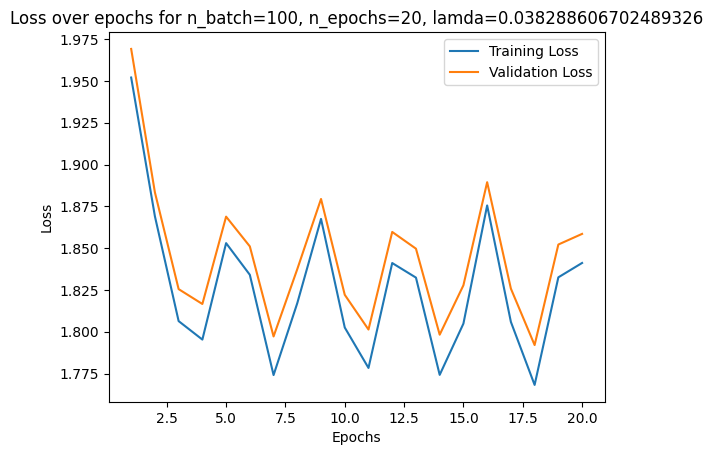 Loss over epochs for n_batch=100, n_epochs=20, lamda=0.038288606702489326
1.975
1.950
1.925
1.900
1.875
1.850
1.825
1.800
1.775
Loss
Training Loss
Validation Loss
2.5 5.0 7.5 10.0 12.5 15.0 17.5 20.0
Epochs